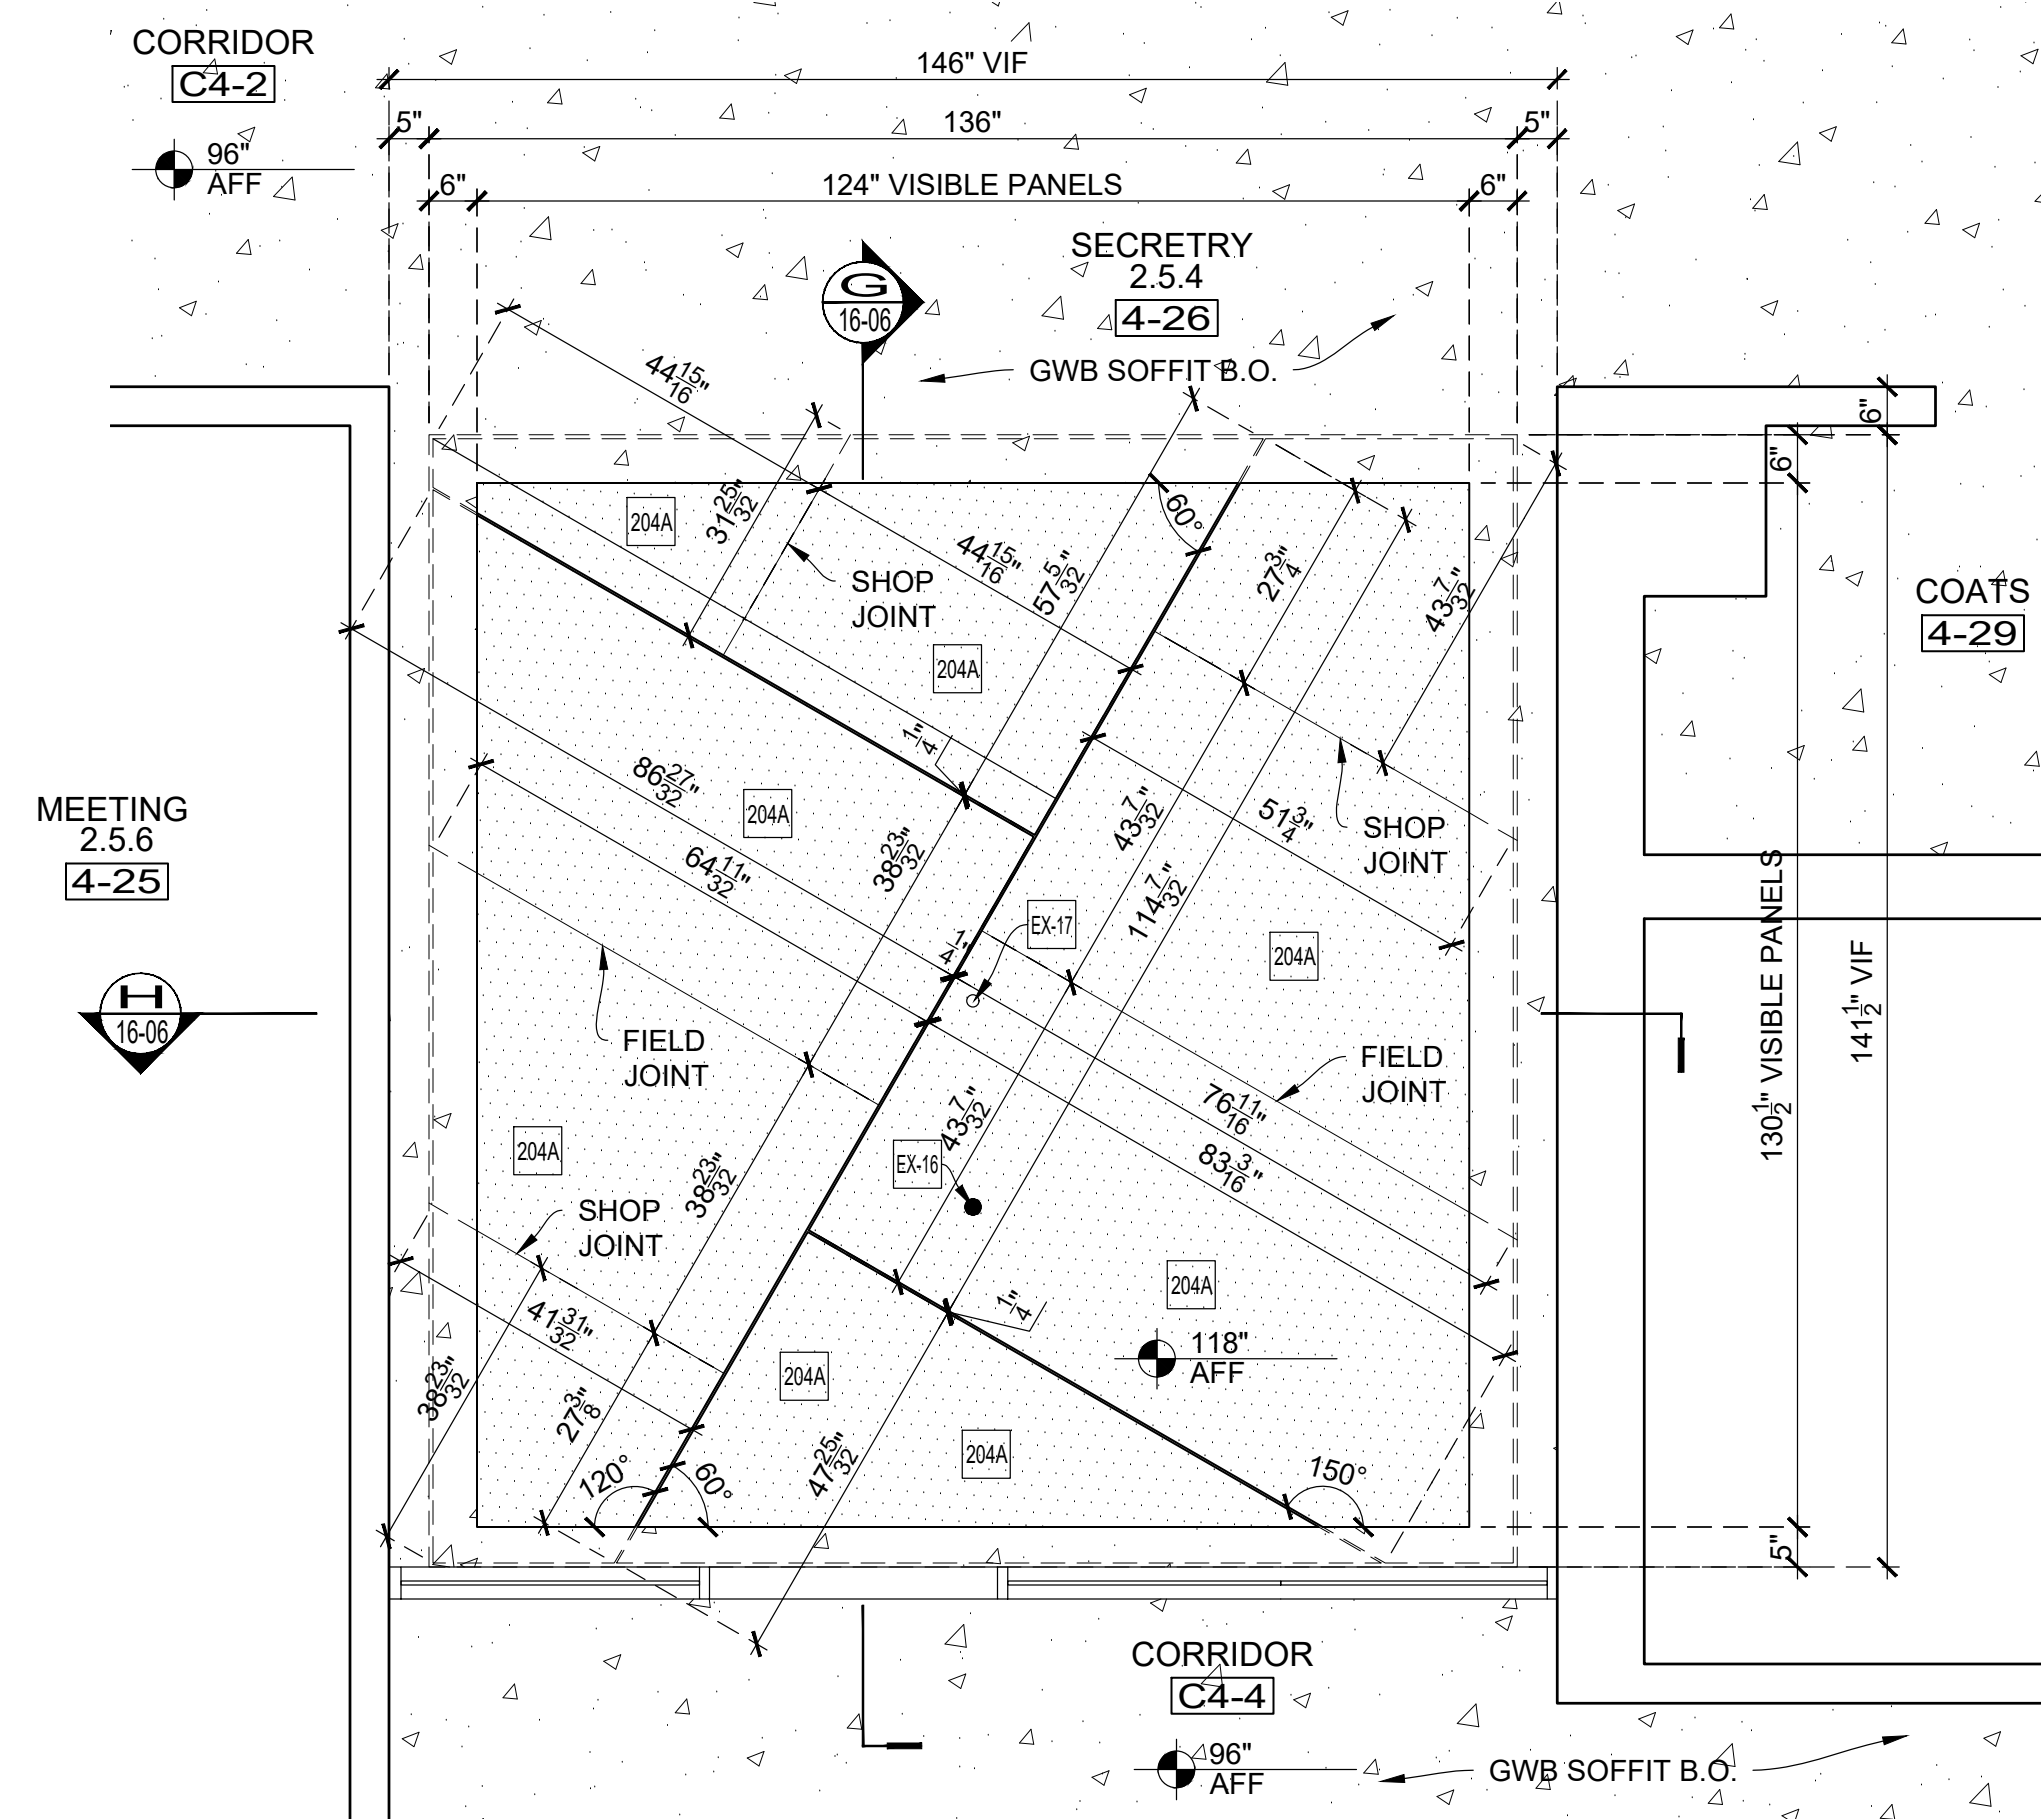 CORRIDOR
C4-2
96"
AFF
146" VIF
5"
136"
5"
6"
124" VISIBLE PANELS
6"
SECRETRY
2.5.4
4-26
G
16-06
GWB SOFFIT B.O.
44 15/16"
31 25/32"
204A
SHOP
JOINT
44 15/16"
57 5/32"
60°
27 3/4"
43 7/32"
6"
6"
COATS
4-29
204A
1/4"
86 27/32"
204A
64 11/32"
38 23/32"
43 7/32"
51 3/4"
SHOP
JOINT
MEETING
2.5.6
4-25
114 7/32"
EX-17
1/4"
204A
130 1/2" VISIBLE PANELS
141 1/2" VIF
H
16-06
FIELD
JOINT
FIELD
JOINT
43 7/32"
76 11/16"
83 3/16"
204A
EX-16
38 23/32"
SHOP
JOINT
204A
1/4"
41 31/32"
118"
AFF
38 23/32"
27 3/8"
204A
47 25/32"
204A
120°
60°
150°
5"
CORRIDOR
C4-4
96"
AFF
GWB SOFFIT B.O.